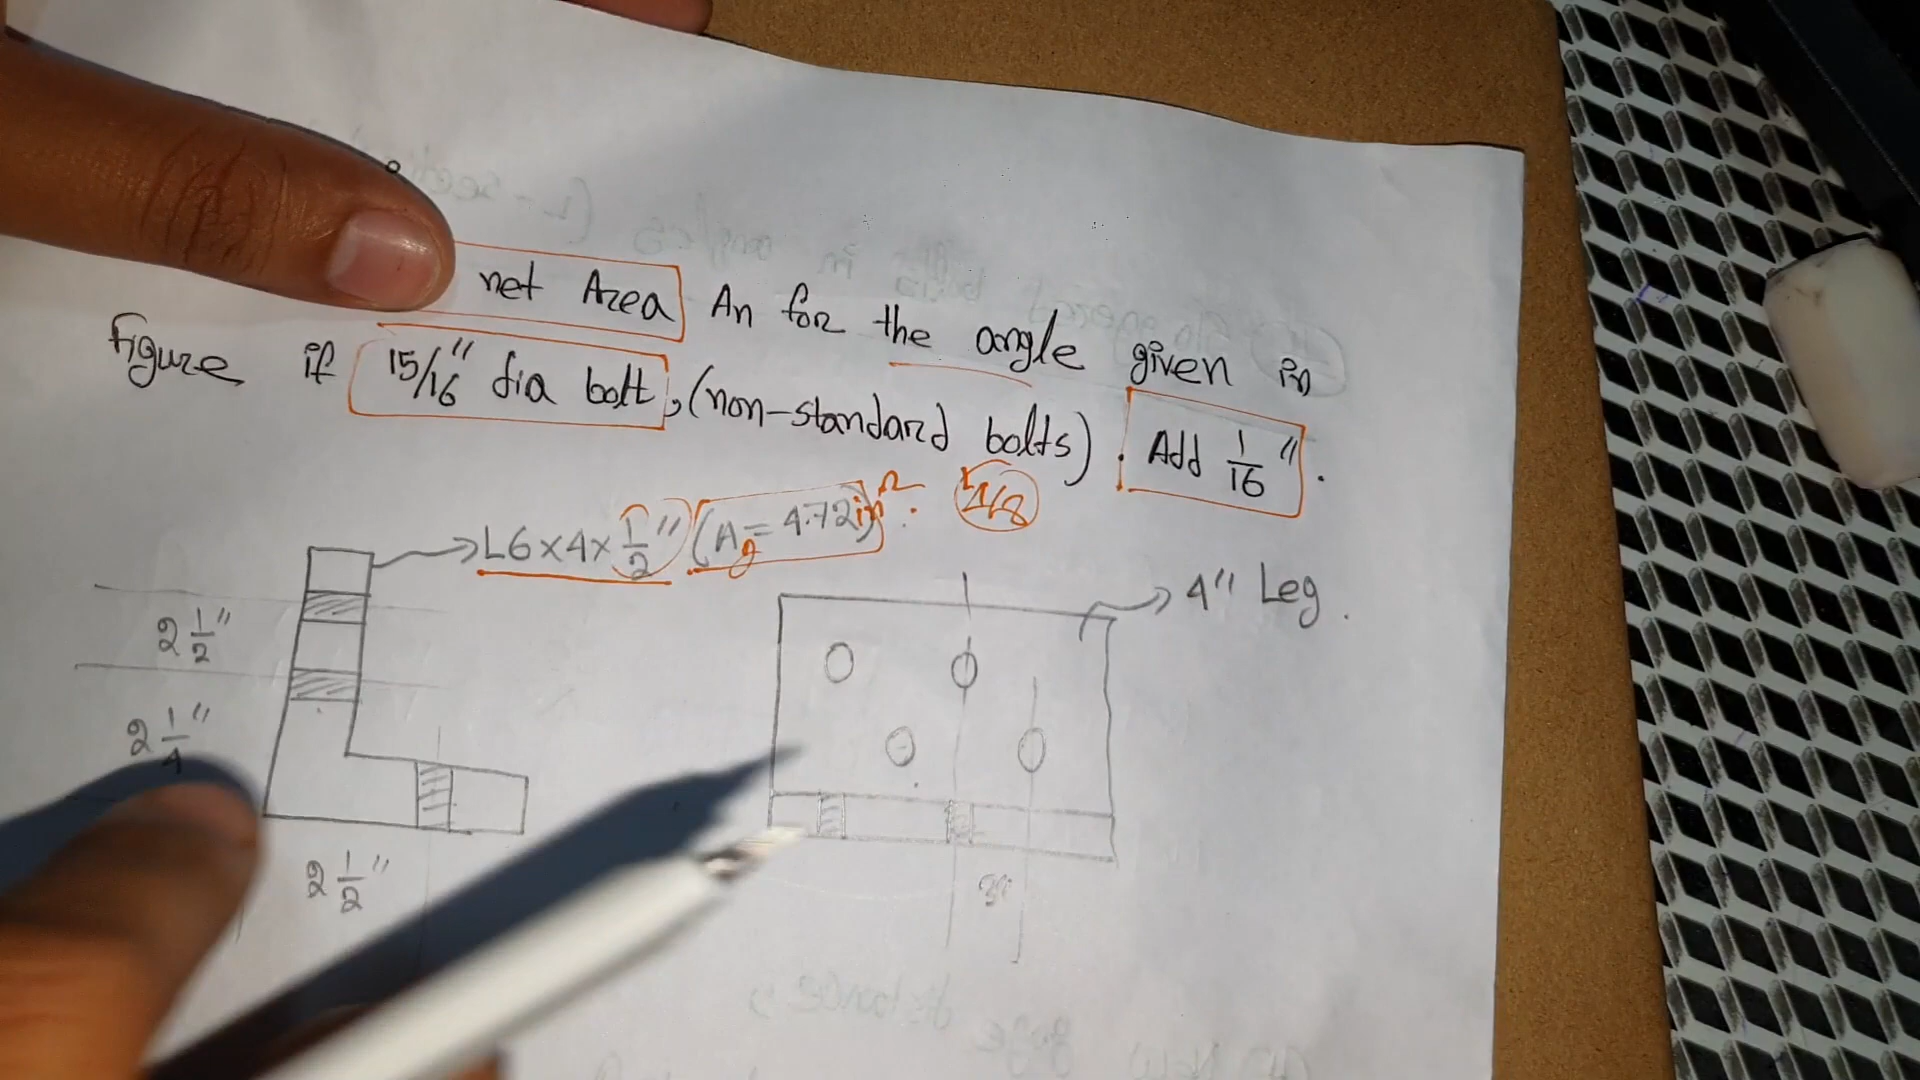 net Area An for the angle given in
figure if 15/16" dia bolt, (non-standard bolts). Add 1/16".
L6×4×1/2" (Ag = 4.72in²). 1/8
4" Leg.
2 1/2"
2 1/4"
2 1/2"